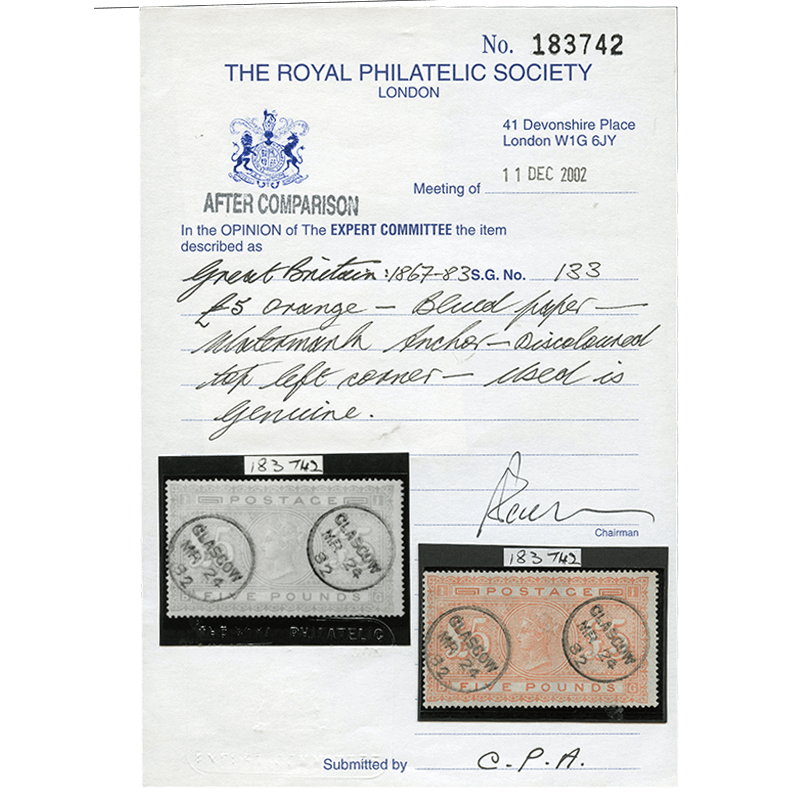 No. 183742
THE ROYAL PHILATELIC SOCIETY
LONDON
41 Devonshire Place
London W1G 6JY
AFTER COMPARISON
Meeting of 11 DEC 2002
In the OPINION of The EXPERT COMMITTEE the item
described as
Great Britain: 1867-83 S.G. No. 133
£5 orange – Blued paper –
Watermark Anchor – Discoloured
top left corner – used is
genuine.
183742
POSTAGE
GLASGOW
MR 24
82
GLASGOW
MR 24
82
FIVE POUNDS
PHILATELIC
Chairman
183742
1 POSTAGE 1
£5
GLASGOW
MR 24
82
GLASGOW
MR 24
82
FIVE POUNDS
G
Submitted by C.P.A.